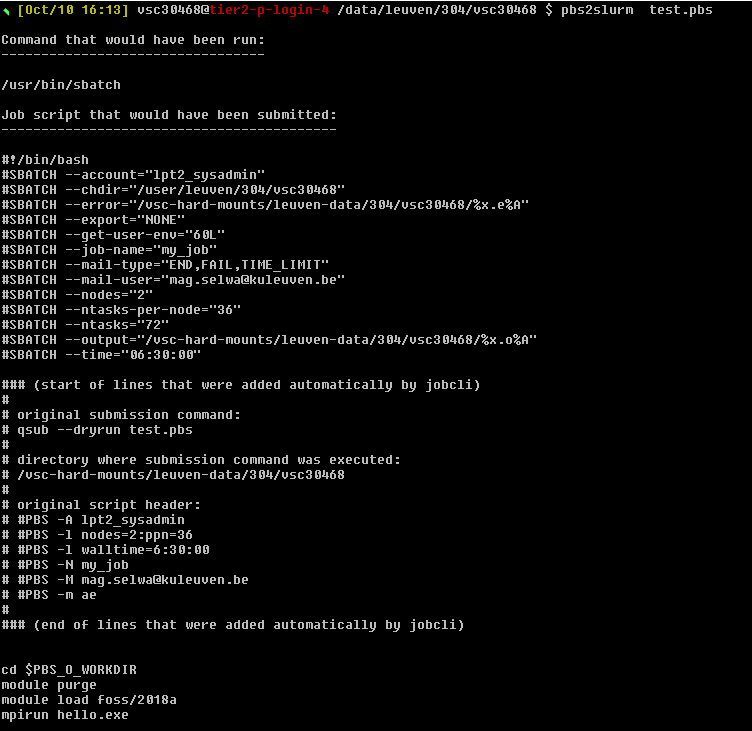 [Oct/10 16:13] vsc30468@tier2-p-login-4 /data/leuven/304/vsc30468 $ pbs2slurm  test.pbs
Command that would have been run:
---------------------------------
/usr/bin/sbatch
Job script that would have been submitted:
------------------------------------------
#!/bin/bash
#SBATCH --account="lpt2_sysadmin"
#SBATCH --chdir="/user/leuven/304/vsc30468"
#SBATCH --error="/vsc-hard-mounts/leuven-data/304/vsc30468/%x.e%A"
#SBATCH --export="NONE"
#SBATCH --get-user-env="60L"
#SBATCH --job-name="my_job"
#SBATCH --mail-type="END,FAIL,TIME_LIMIT"
#SBATCH --mail-user="mag.selwa@kuleuven.be"
#SBATCH --nodes="2"
#SBATCH --ntasks-per-node="36"
#SBATCH --ntasks="72"
#SBATCH --output="/vsc-hard-mounts/leuven-data/304/vsc30468/%x.o%A"
#SBATCH --time="06:30:00"
### (start of lines that were added automatically by jobcli)
#
# original submission command:
# qsub --dryrun test.pbs
#
# directory where submission command was executed:
# /vsc-hard-mounts/leuven-data/304/vsc30468
#
# original script header:
# #PBS -A lpt2_sysadmin
# #PBS -l nodes=2:ppn=36
# #PBS -l walltime=6:30:00
# #PBS -N my_job
# #PBS -M mag.selwa@kuleuven.be
# #PBS -m ae
#
### (end of lines that were added automatically by jobcli)
cd $PBS_O_WORKDIR
module purge
module load foss/2018a
mpirun hello.exe